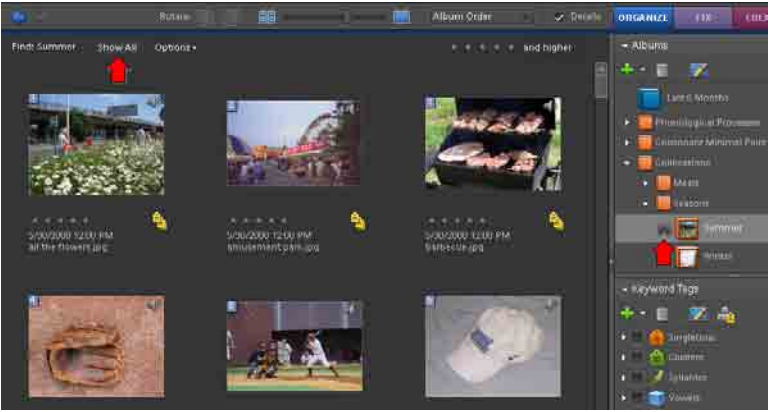 Rotate:
Album Order
Details
ORGANIZE
FIX
Find: Summer
Show All
Options
and higher
Albums
Last 6 Months
Phonological Processes
Consonant Minimal Pairs
Collections
Meals
Seasons
Summer
Winter
5/30/2000 12:00 PM
all the flowers.jpg
5/30/2000 12:00 PM
amusement park.jpg
5/30/2000 12:00 PM
barbecue.jpg
Keyword Tags
Singletons
Clusters
Syllables
Vowels